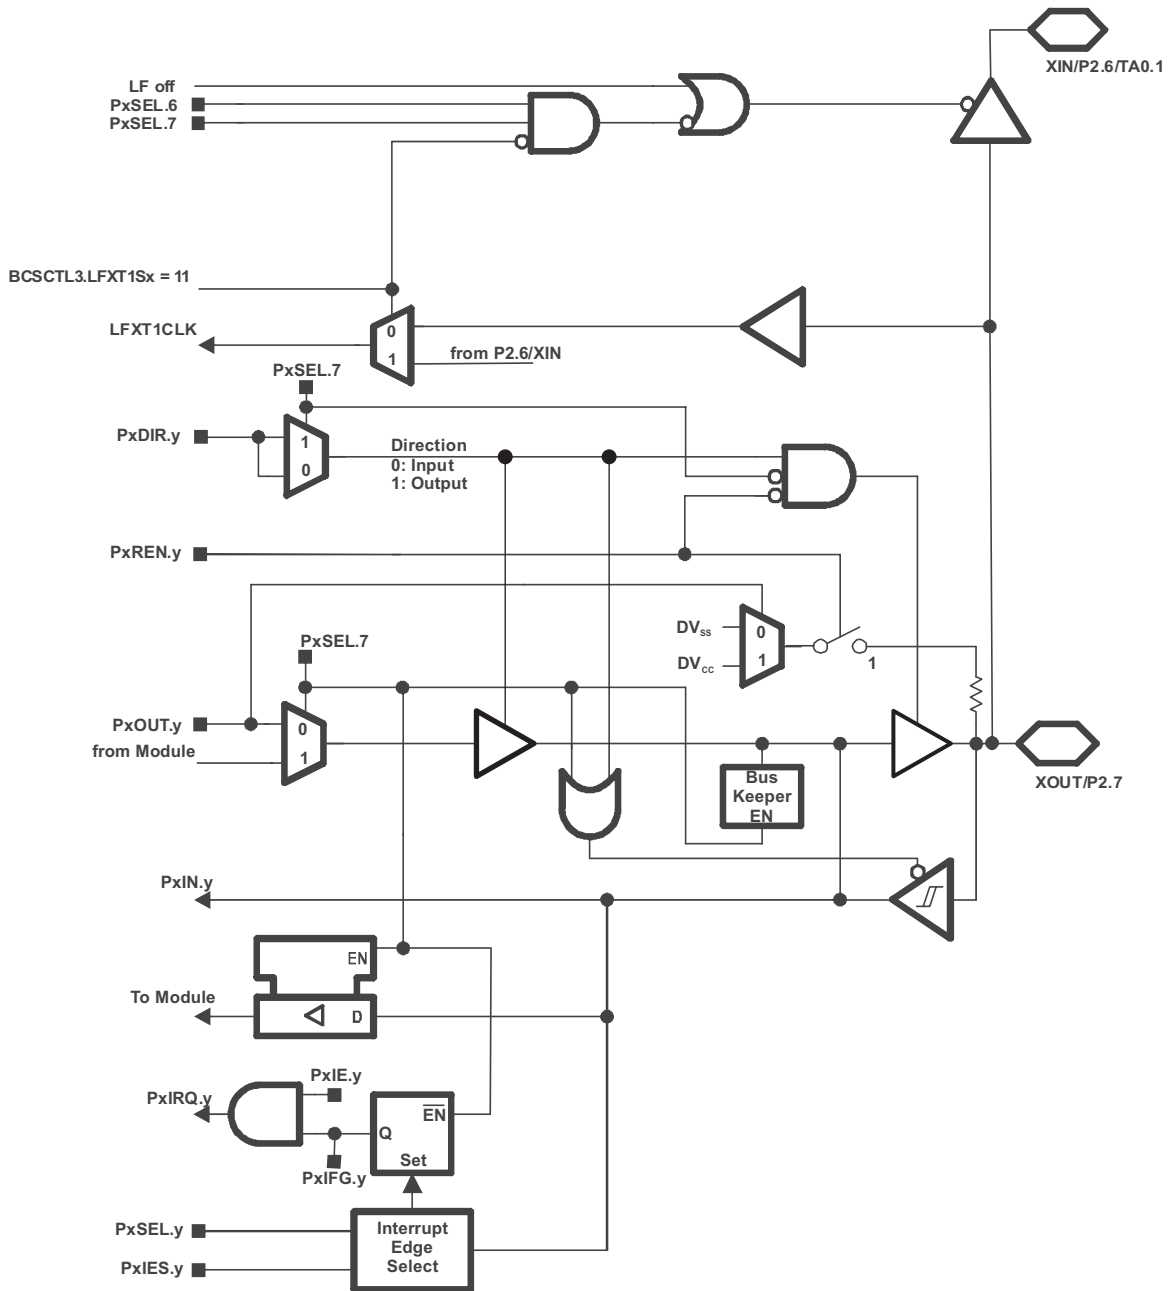 XIN/P2.6/TA0.1
LF off
PxSEL.6
PxSEL.7
BCSCTL3.LFXT1Sx = 11
LFXT1CLK
0
1
from P2.6/XIN
PxSEL.7
PxDIR.y
1
0
Direction
0: Input
1: Output
PxREN.y
DVss
DVcc
0
1
1
PxSEL.7
PxOUT.y
from Module
0
1
Bus
Keeper
EN
XOUT/P2.7
PxIN.y
EN
To Module
D
PxIE.y
PxIRQ.y
EN
Q
Set
PxIFG.y
PxSEL.y
PxIES.y
Interrupt
Edge
Select